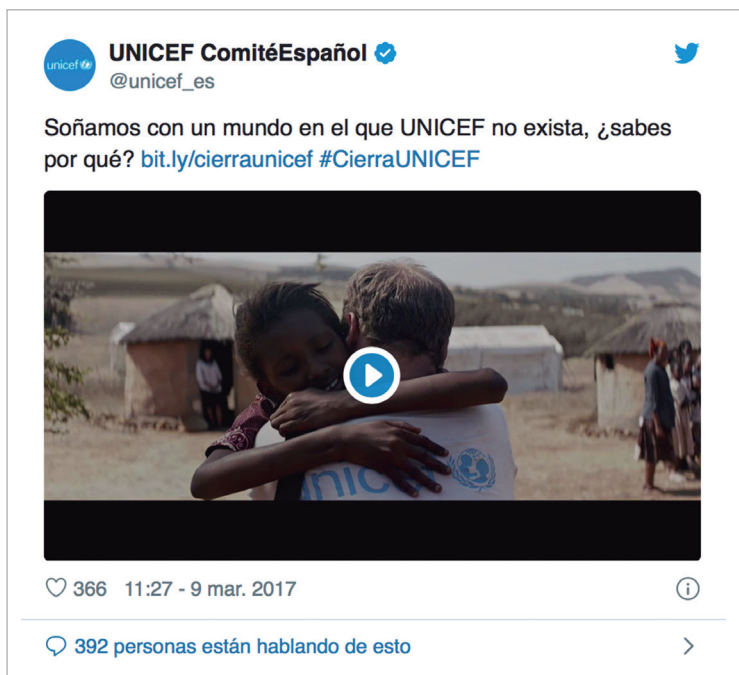 unicef
UNICEF ComitéEspañol
@unicef_es
Soñamos con un mundo en el que UNICEF no exista, ¿sabes
por qué? bit.ly/cierraunicef #CierraUNICEF
unicef
366 11:27 - 9 mar. 2017
392 personas están hablando de esto